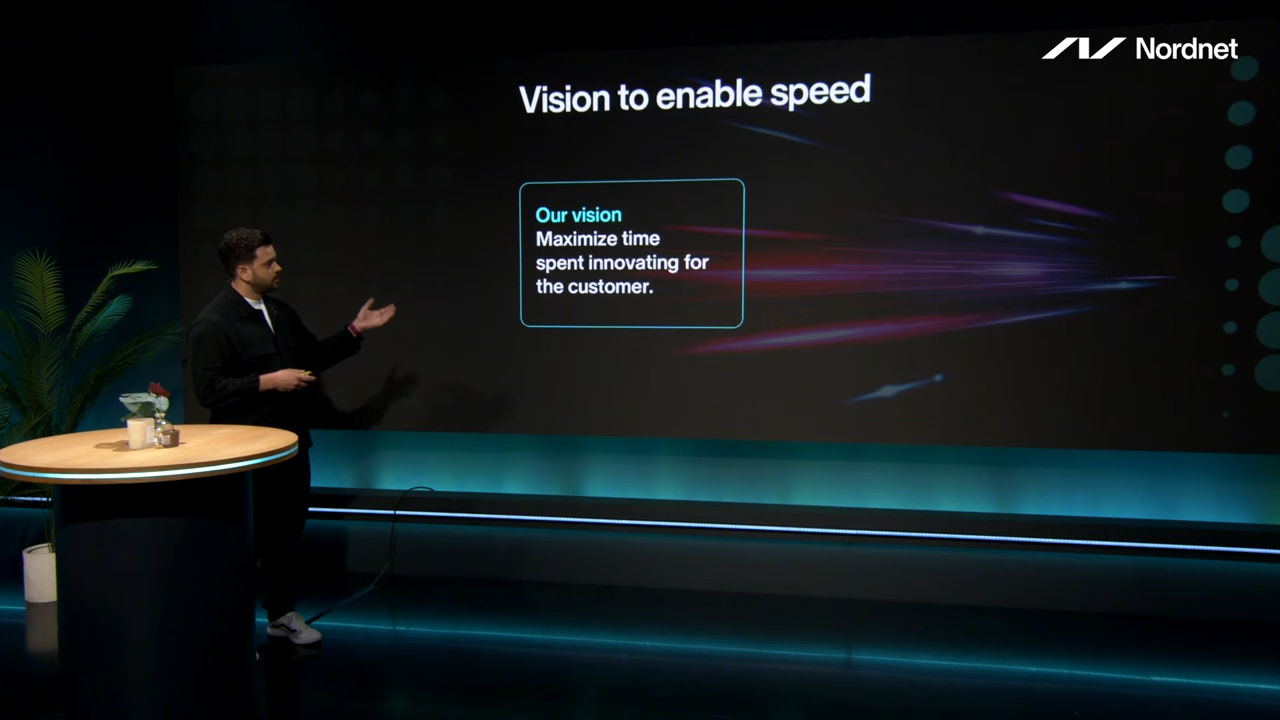 Nordnet
Vision to enable speed
Our vision
Maximize time
spent innovating for
the customer.